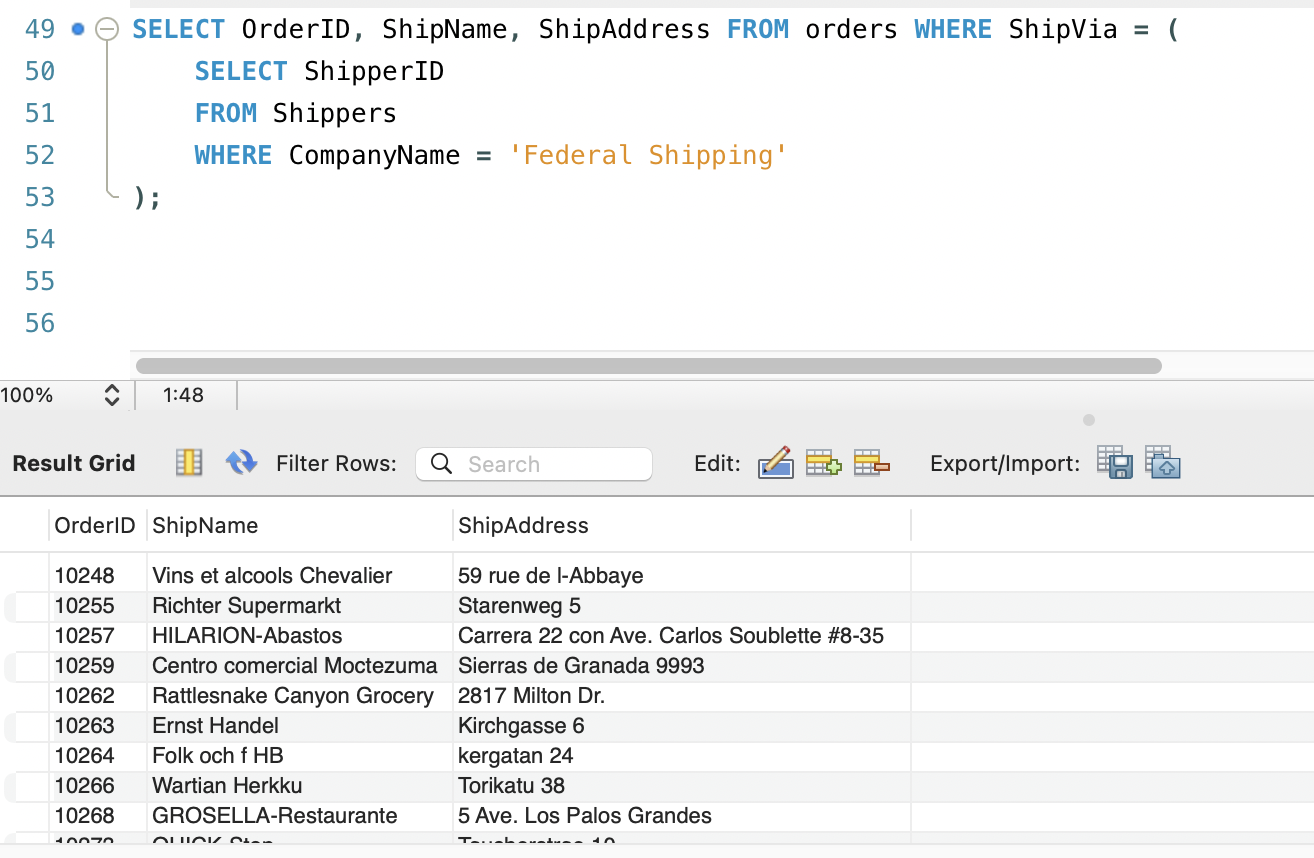 49 SELECT OrderID, ShipName, ShipAddress FROM orders WHERE ShipVia = (
50 SELECT ShipperID
51 FROM Shippers
52 WHERE CompanyName = 'Federal Shipping'
53 );
54
55
56
100% 1:48
Result Grid Filter Rows: Search Edit: Export/Import:
OrderID ShipName ShipAddress
10248 Vins et alcools Chevalier 59 rue de l-Abbaye
10255 Richter Supermarkt Starenweg 5
10257 HILARION-Abastos Carrera 22 con Ave. Carlos Soublette #8-35
10259 Centro comercial Moctezuma Sierras de Granada 9993
10262 Rattlesnake Canyon Grocery 2817 Milton Dr.
10263 Ernst Handel Kirchgasse 6
10264 Folk och f HB kergatan 24
10266 Wartian Herkku Torikatu 38
10268 GROSELLA-Restaurante 5 Ave. Los Palos Grandes